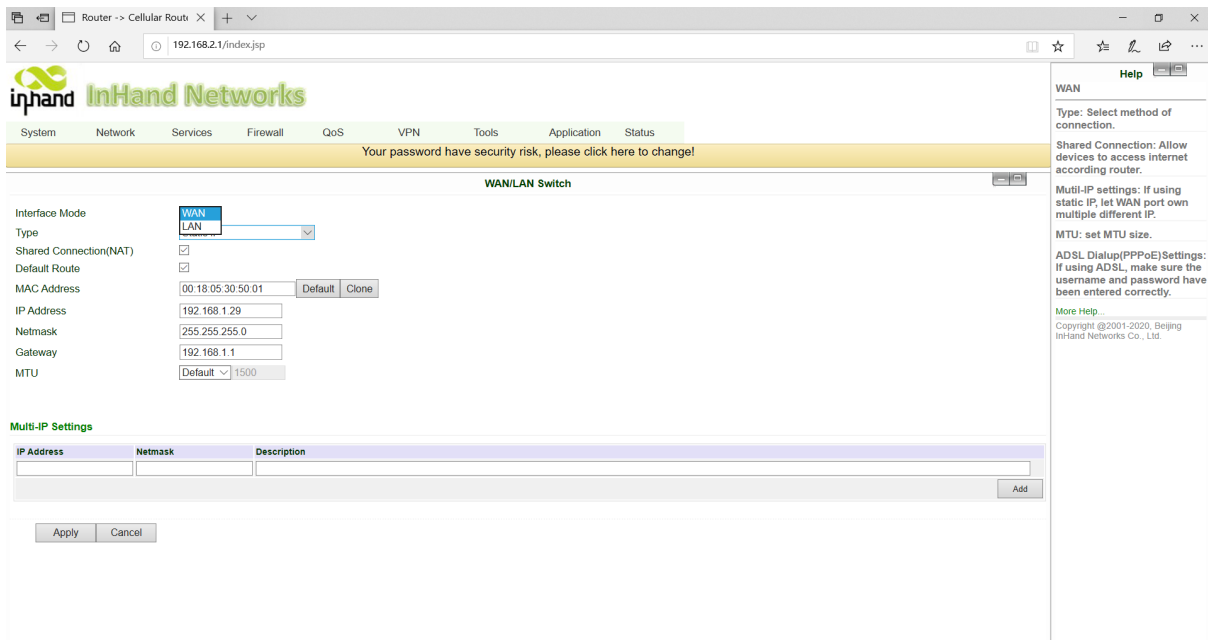 Router -> Cellular Route
192.168.2.1/index.jsp
inhand InHand Networks
System Network Services Firewall QoS VPN Tools Application Status
Your password have security risk, please click here to change!
WAN/LAN Switch
Interface Mode WAN
LAN
Type
Shared Connection(NAT)
Default Route
MAC Address 00:18:05:30:50:01 Default Clone
IP Address 192.168.1.29
Netmask 255.255.255.0
Gateway 192.168.1.1
MTU Default 1500
Multi-IP Settings
IP Address Netmask Description
Add
Apply Cancel
Help
WAN
Type: Select method of
connection.
Shared Connection: Allow
devices to access internet
according router.
Mutil-IP settings: If using
static IP, let WAN port own
multiple different IP.
MTU: set MTU size.
ADSL Dialup(PPPoE)Settings:
If using ADSL, make sure the
username and password have
been entered correctly.
More Help...
Copyright @2001-2020, Beijing
InHand Networks Co., Ltd.